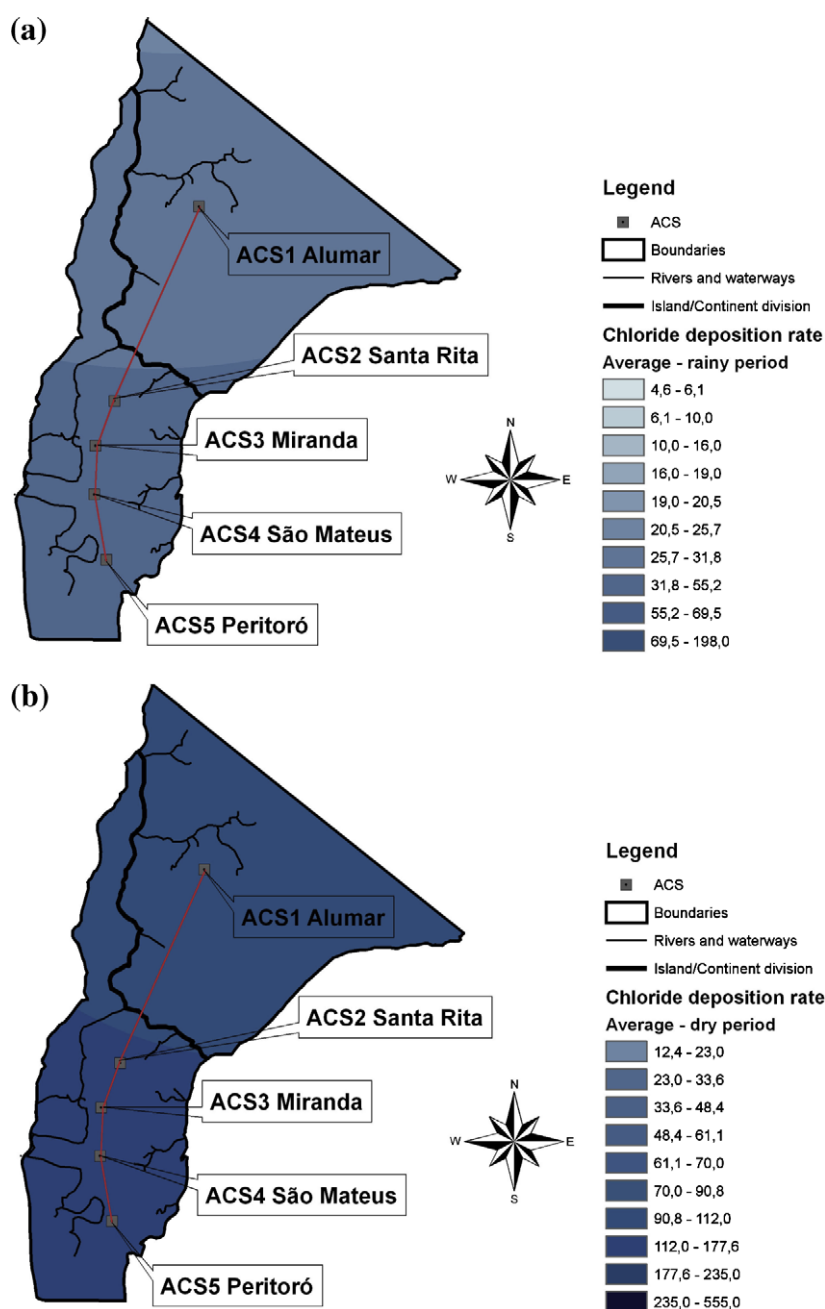 (a)
ACS1 Alumar
ACS2 Santa Rita
ACS3 Miranda
ACS4 São Mateus
ACS5 Peritoró
N
W
E
S
Legend
ACS
Boundaries
Rivers and waterways
Island/Continent division
Chloride deposition rate
Average - rainy period
4,6 - 6,1
6,1 - 10,0
10,0 - 16,0
16,0 - 19,0
19,0 - 20,5
20,5 - 25,7
25,7 - 31,8
31,8 - 55,2
55,2 - 69,5
69,5 - 198,0
(b)
ACS1 Alumar
ACS2 Santa Rita
ACS3 Miranda
ACS4 São Mateus
ACS5 Peritoró
N
W
E
S
Legend
ACS
Boundaries
Rivers and waterways
Island/Continent division
Chloride deposition rate
Average - dry period
12,4 - 23,0
23,0 - 33,6
33,6 - 48,4
48,4 - 61,1
61,1 - 70,0
70,0 - 90,8
90,8 - 112,0
112,0 - 177,6
177,6 - 235,0
235,0 - 555,0